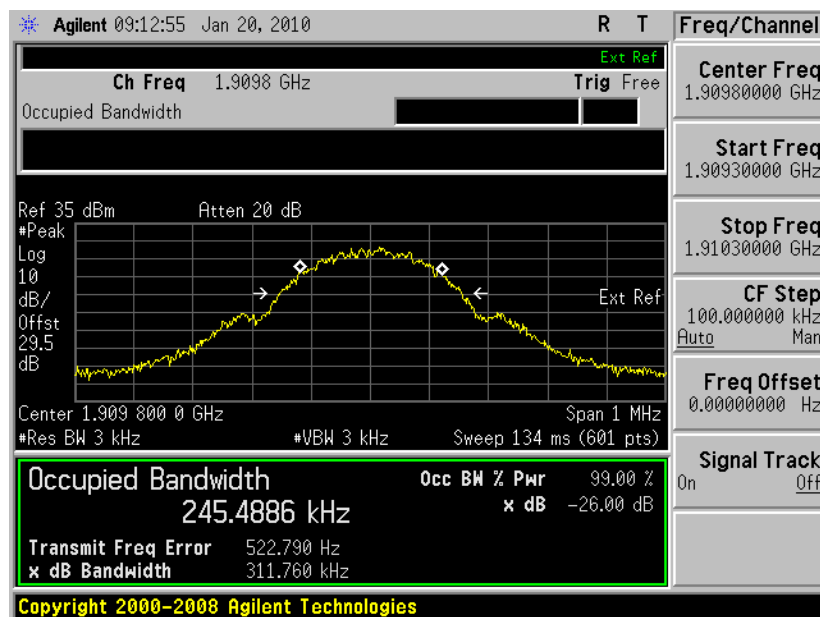 Agilent 09:12:55 Jan 20, 2010 R T
Ext Ref
Ch Freq 1.9098 GHz Trig Free
Occupied Bandwidth
Ref 35 dBm Atten 20 dB
#Peak
Log
10
dB/
Offst
29.5
dB
Ext Ref
Center 1.909 800 0 GHz Span 1 MHz
#Res BW 3 kHz #VBW 3 kHz Sweep 134 ms (601 pts)
Occupied Bandwidth Occ BW % Pwr 99.00 %
245.4886 kHz x dB -26.00 dB
Transmit Freq Error 522.790 Hz
x dB Bandwidth 311.760 kHz
Copyright 2000-2008 Agilent Technologies
Freq/Channel
Center Freq
1.90980000 GHz
Start Freq
1.90930000 GHz
Stop Freq
1.91030000 GHz
CF Step
100.000000 kHz
Auto Man
Freq Offset
0.00000000 Hz
Signal Track
On Off